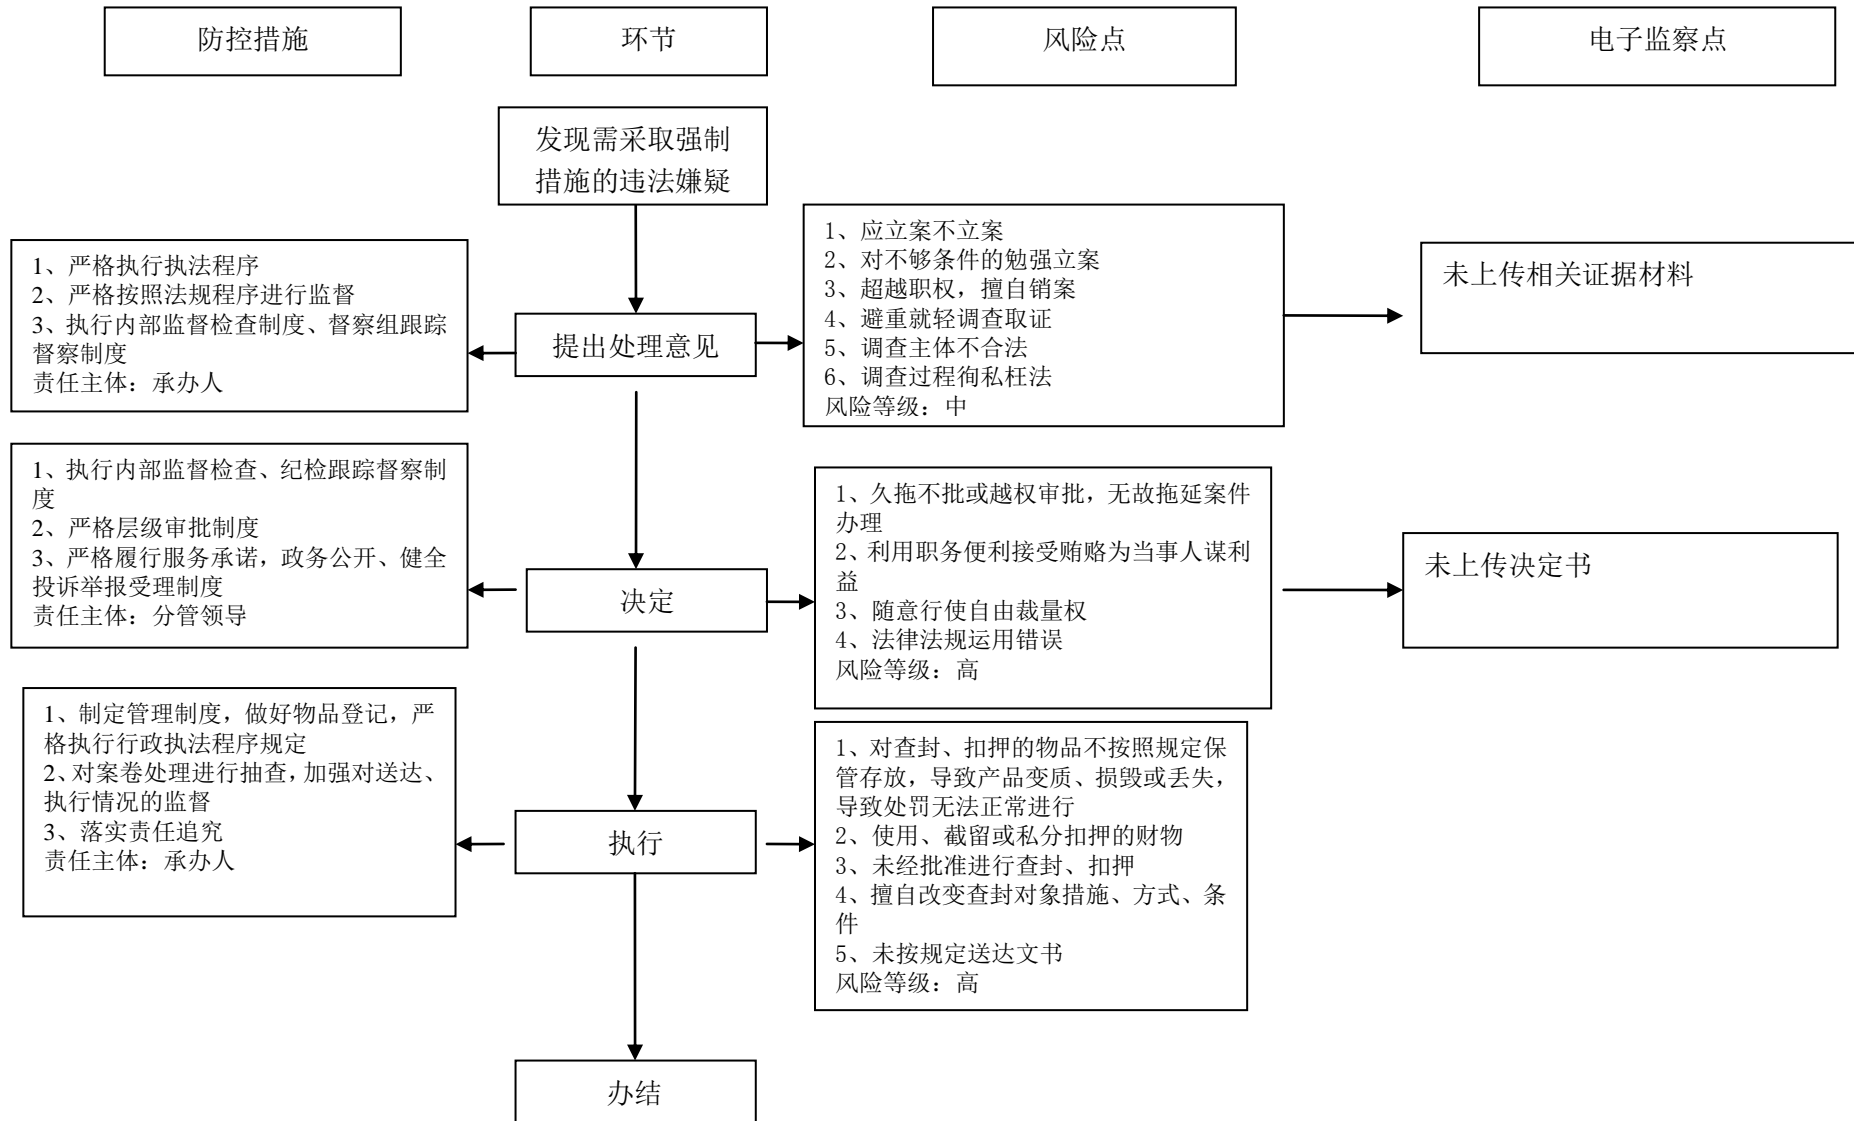 防控措施
环节
风险点
电子监察点
发现需采取强制
措施的违法嫌疑
1、严格执行执法程序
2、严格按照法规程序进行监督
3、执行内部监督检查制度、督察组跟踪
督察制度
责任主体：承办人
提出处理意见
1、应立案不立案
2、对不够条件的勉强立案
3、超越职权，擅自销案
4、避重就轻调查取证
5、调查主体不合法
6、调查过程徇私枉法
风险等级：中
未上传相关证据材料
1、执行内部监督检查、纪检跟踪督察制
度
2、严格层级审批制度
3、严格履行服务承诺，政务公开、健全
投诉举报受理制度
责任主体：分管领导
决定
1、久拖不批或越权审批，无故拖延案件
办理
2、利用职务便利接受贿赂为当事人谋利
益
3、随意行使自由裁量权
4、法律法规运用错误
风险等级：高
未上传决定书
1、制定管理制度，做好物品登记，严
格执行行政执法程序规定
2、对案卷处理进行抽查，加强对送达、
执行情况的监督
3、落实责任追究
责任主体：承办人
执行
1、对查封、扣押的物品不按照规定保
管存放，导致产品变质、损毁或丢失，
导致处罚无法正常进行
2、使用、截留或私分扣押的财物
3、未经批准进行查封、扣押
4、擅自改变查封对象措施、方式、条
件
5、未按规定送达文书
风险等级：高
办结